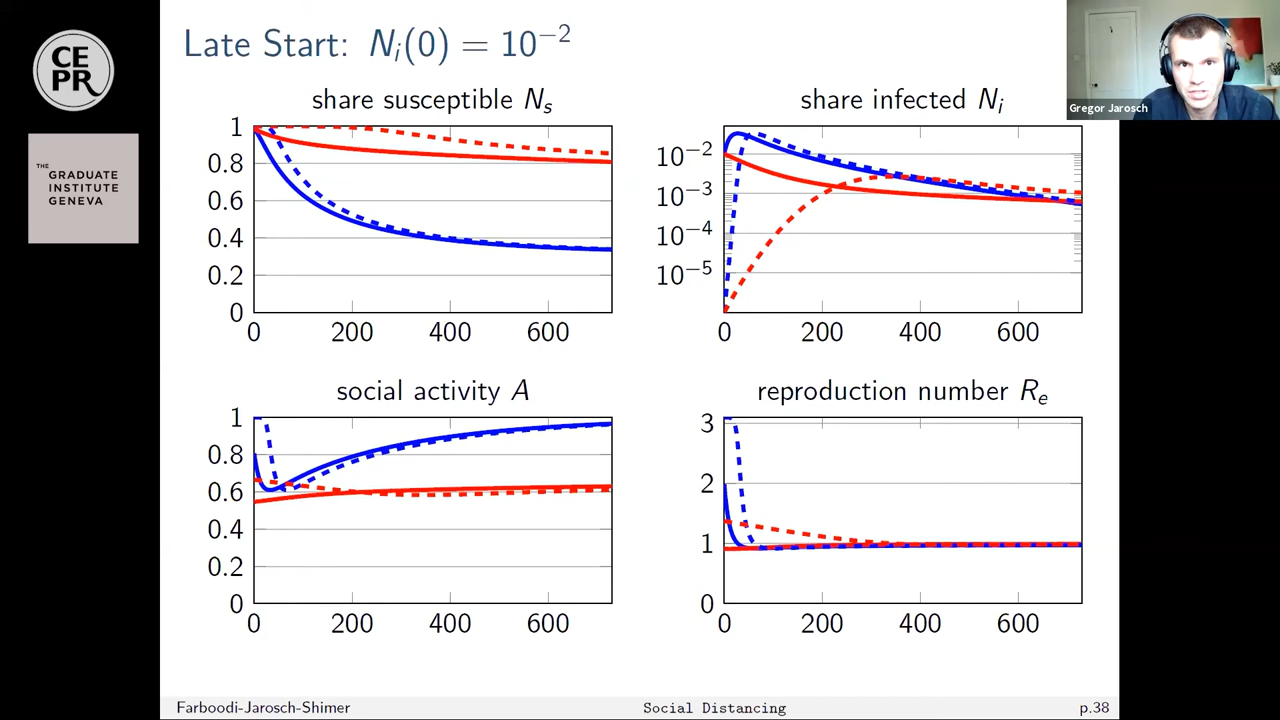 CE
PR
THE
GRADUATE
INSTITUTE
GENEVA
Late Start: Nᵢ(0) = 10⁻²
Gregor Jarosch
share susceptible Nₛ
1
0.8
0.6
0.4
0.2
0
0 200 400 600
share infected Nᵢ
10⁻²
10⁻³
10⁻⁴
10⁻⁵
0 200 400 600
social activity A
1
0.8
0.6
0.4
0.2
0
0 200 400 600
reproduction number Rₑ
3
2
1
0
0 200 400 600
Farboodi-Jarosch-Shimer Social Distancing p.38